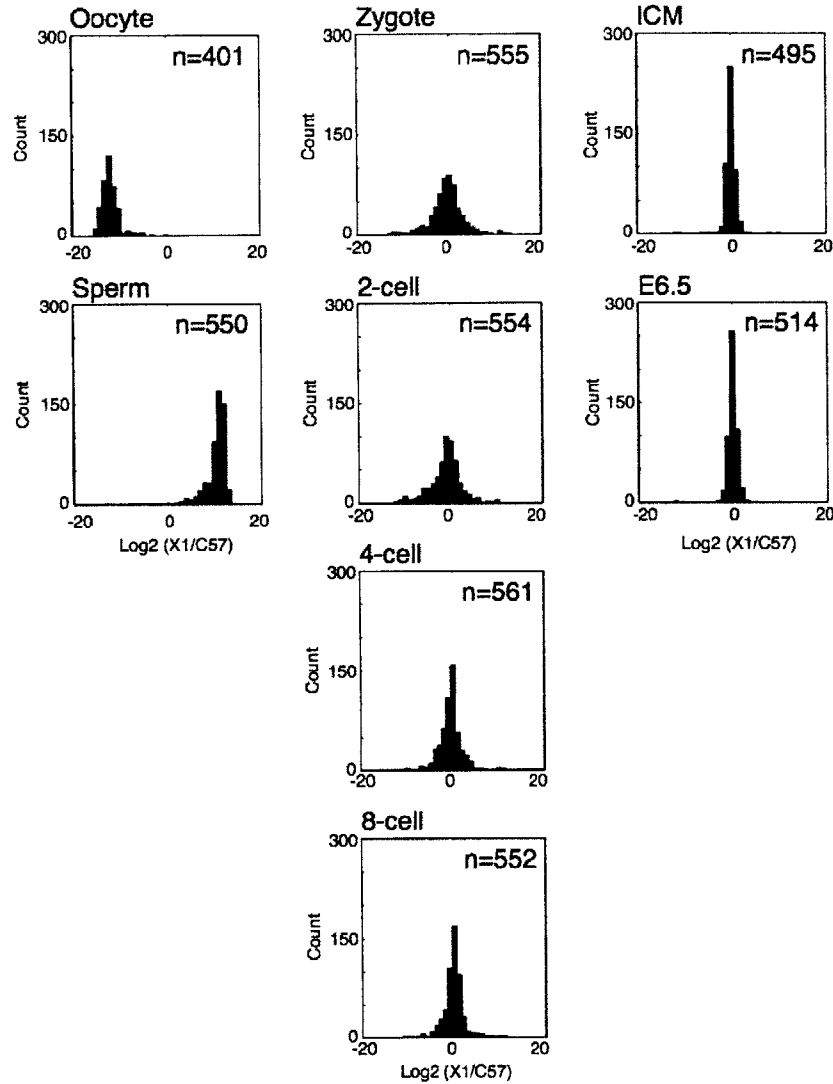 Oocyte
300
n=401
Count
150
0
-20 0 20
Zygote
300
n=555
Count
150
0
-20 0 20
ICM
300
n=495
Count
150
0
-20 0 20
Sperm
300
n=550
Count
150
0
-20 0 20
Log2 (X1/C57)
2-cell
300
n=554
Count
150
0
-20 0 20
E6.5
300
n=514
Count
150
0
-20 0 20
Log2 (X1/C57)
4-cell
300
n=561
Count
150
0
-20 0 20
8-cell
300
n=552
Count
150
0
-20 0 20
Log2 (X1/C57)